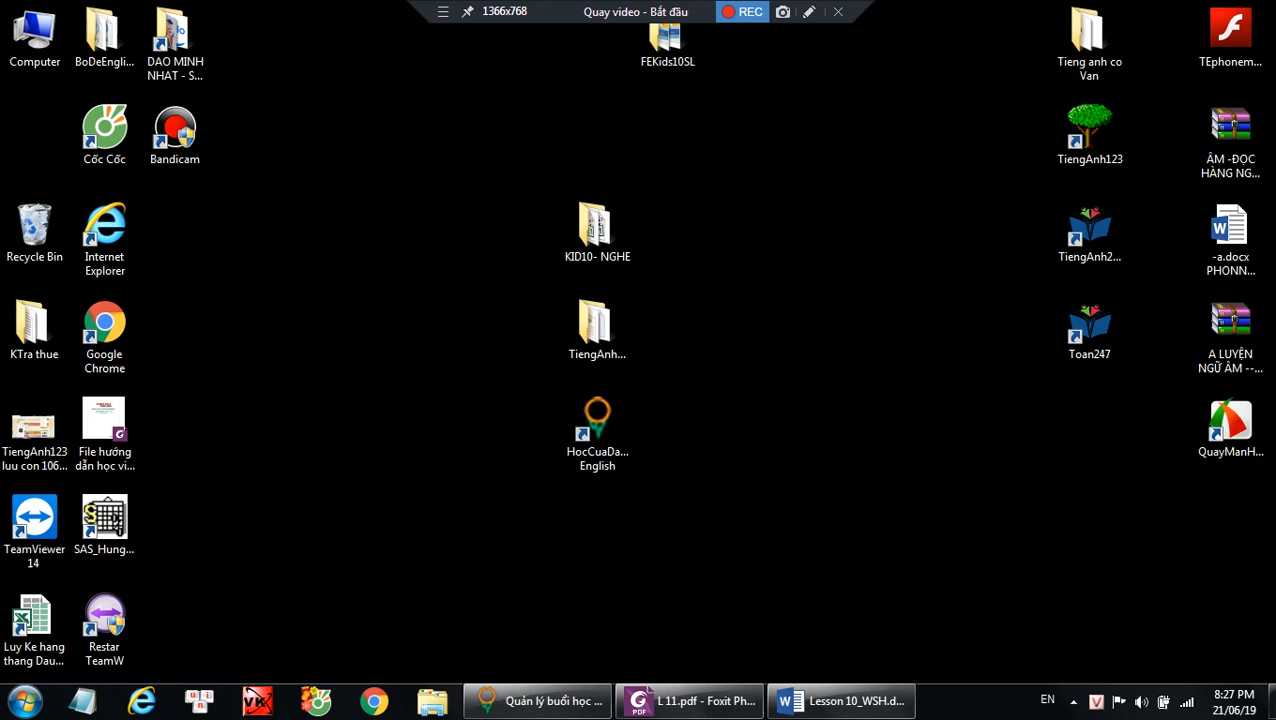 1366x768
Quay video - Bắt đầu
REC
Computer
BoDeEngli...
DAO MINH
NHAT - S...
FEKids10SL
Tieng anh co
Van
TEphonem...
Cốc Cốc
Bandicam
TiengAnh123
ÂM -ĐỌC
HÀNG NG...
Recycle Bin
Internet
Explorer
KID10- NGHE
TiengAnh2...
-a.docx
PHONN...
KTra thue
Google
Chrome
TiengAnh...
Toan247
A LUYỆN
NGỮ ÂM --...
TiengAnh123
luu con 106...
File hướng
dẫn học vi...
HocCuaDa...
English
QuayManH...
TeamViewer
14
SAS_Hung...
Luy Ke hang
thang Dau...
Restar
TeamW
Quản lý buổi học ...
L 11.pdf - Foxit Ph...
Lesson 10_WSH.d...
EN
8:27 PM
21/06/19